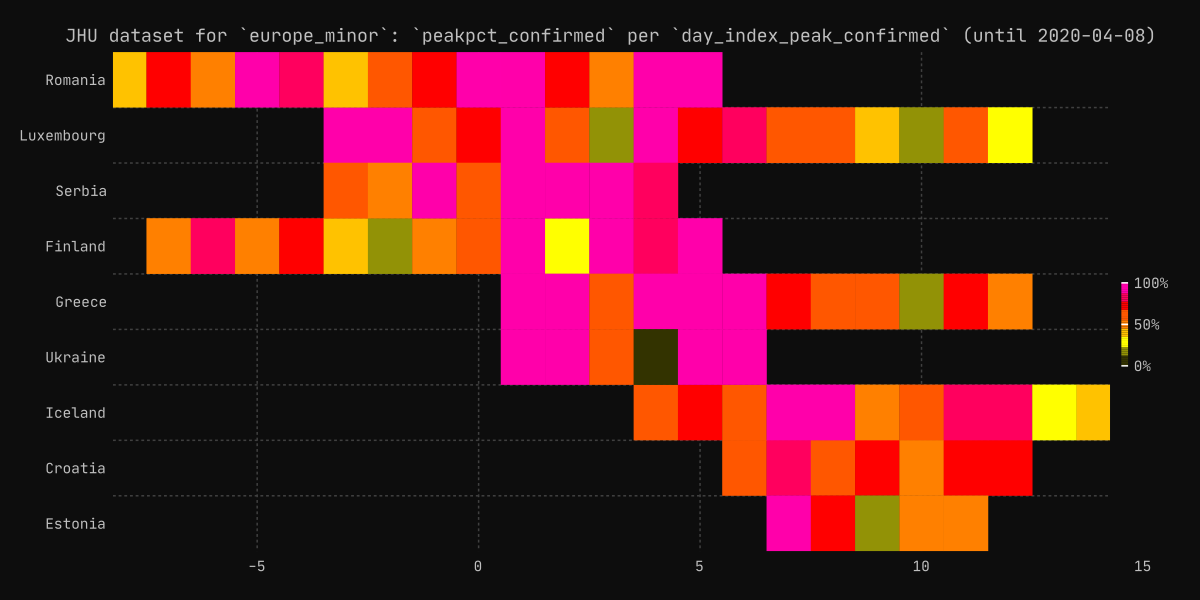 JHU dataset for `europe_minor`: `peakpct_confirmed` per `day_index_peak_confirmed` (until 2020-04-08)
Romania
Luxembourg
Serbia
Finland
Greece
Ukraine
Iceland
Croatia
Estonia
100%
50%
0%
-5 0 5 10 15